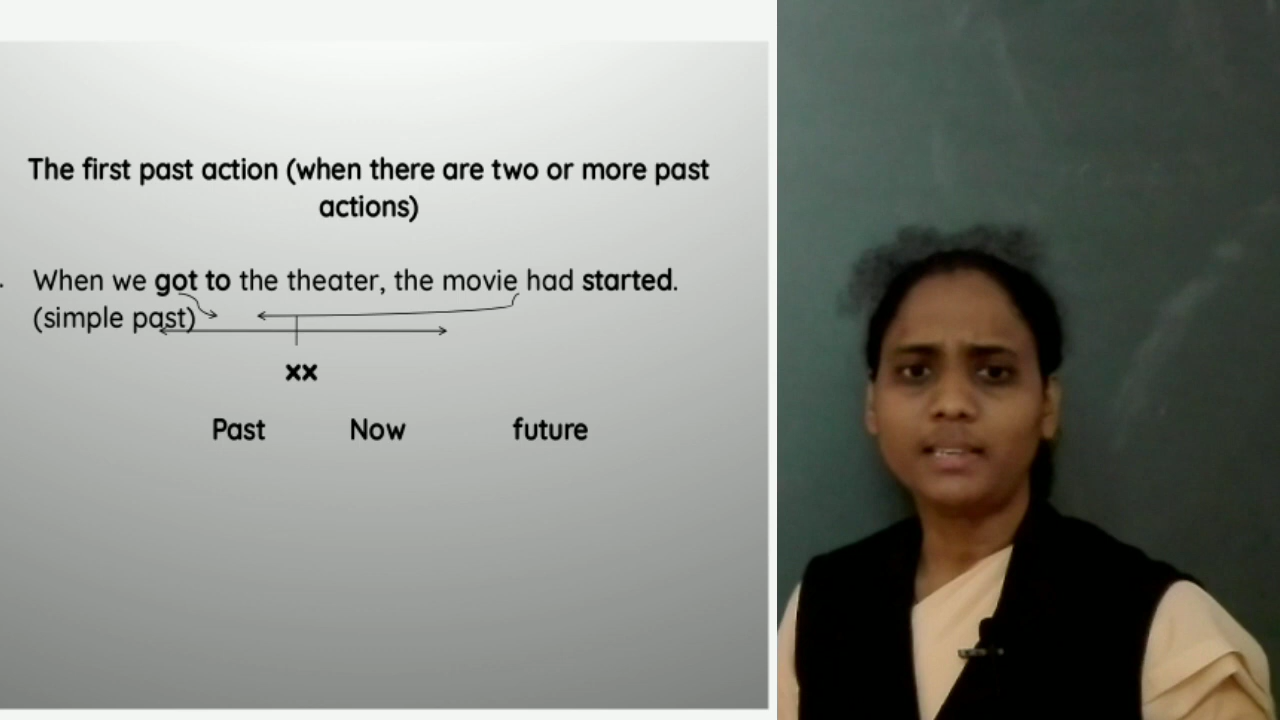 The first past action (when there are two or more past
actions)
When we got to the theater, the movie had started.
(simple past)
xx
Past Now future